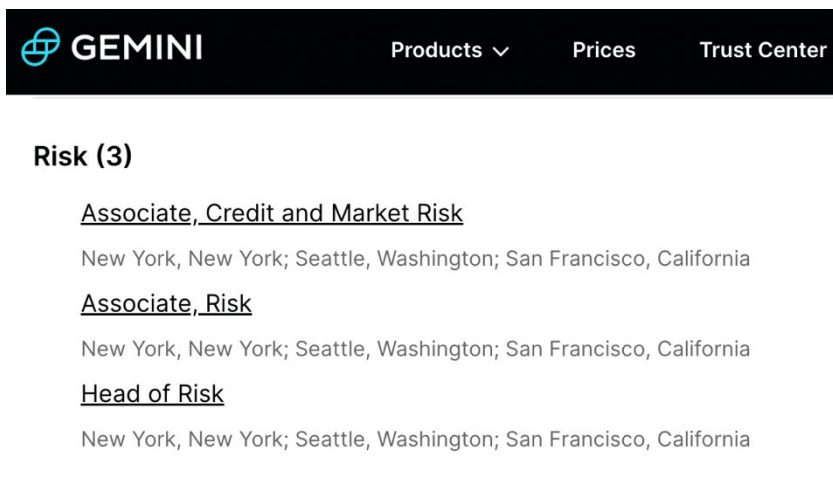 GEMINI Products Prices Trust Center
Risk (3)
Associate, Credit and Market Risk
New York, New York; Seattle, Washington; San Francisco, California
Associate, Risk
New York, New York; Seattle, Washington; San Francisco, California
Head of Risk
New York, New York; Seattle, Washington; San Francisco, California